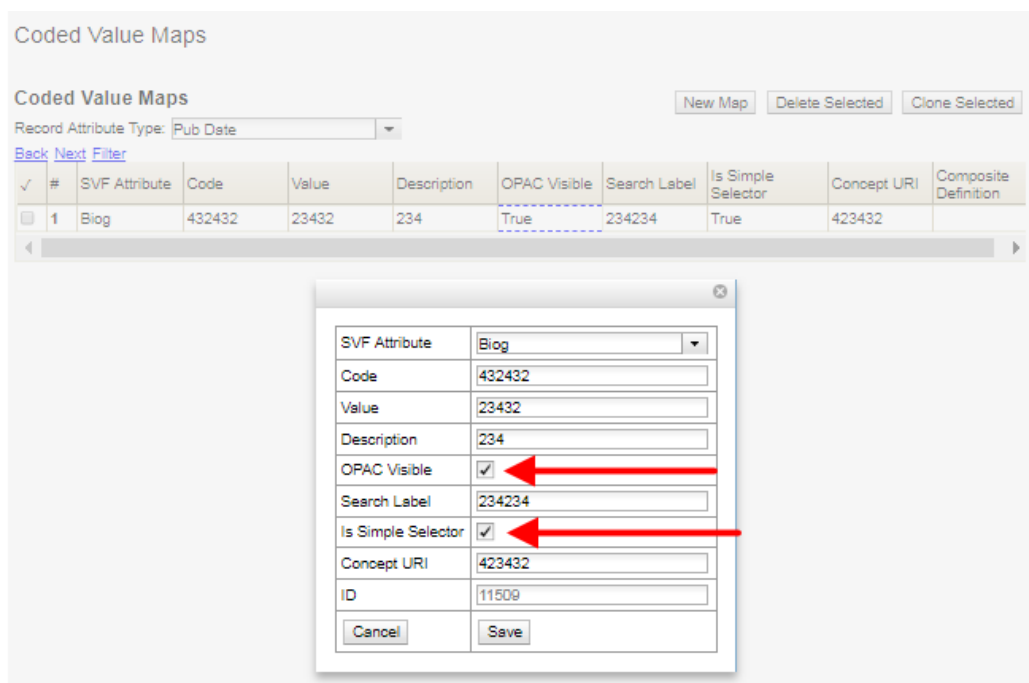 Coded Value Maps
Coded Value Maps
New Map Delete Selected Clone Selected
Record Attribute Type: Pub Date
Back Next Filter
✓ # SVF Attribute Code Value Description OPAC Visible Search Label Is Simple Selector Concept URI Composite Definition
1 Biog 432432 23432 234 True 234234 True 423432
SVF Attribute Biog
Code 432432
Value 23432
Description 234
OPAC Visible ✓
Search Label 234234
Is Simple Selector ✓
Concept URI 423432
ID 11509
Cancel Save